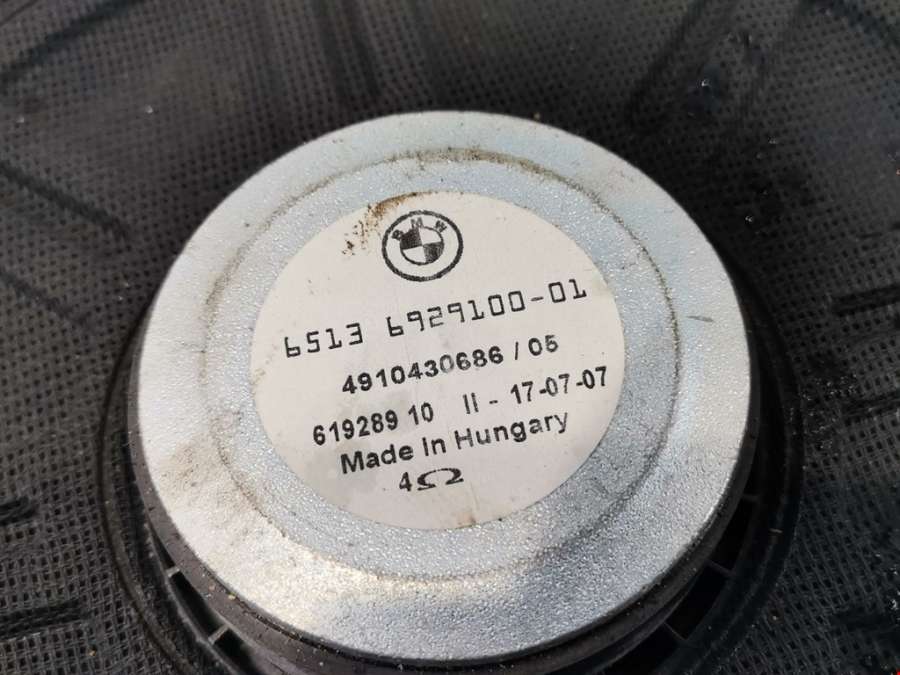 BMW
6513 6929100-01
4910430686 / 05
619289 10 II - 17-07-07
Made in Hungary
4Ω